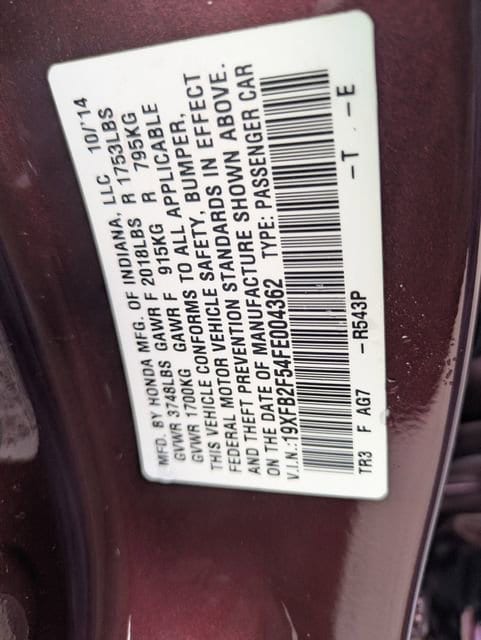 MFD. BY HONDA MFG. OF INDIANA, LLC 10/14
GVWR 3748LBS GAWR F 2018LBS R 1753LBS
GVWR 1700KG GAWR F 915KG R 795KG
THIS VEHICLE CONFORMS TO ALL APPLICABLE
FEDERAL MOTOR VEHICLE SAFETY, BUMPER,
AND THEFT PREVENTION STANDARDS IN EFFECT
ON THE DATE OF MANUFACTURE SHOWN ABOVE.
V.I.N.:19XFB2F54FE004362 TYPE: PASSENGER CAR
TR3 F AG7 -R543P -T -E